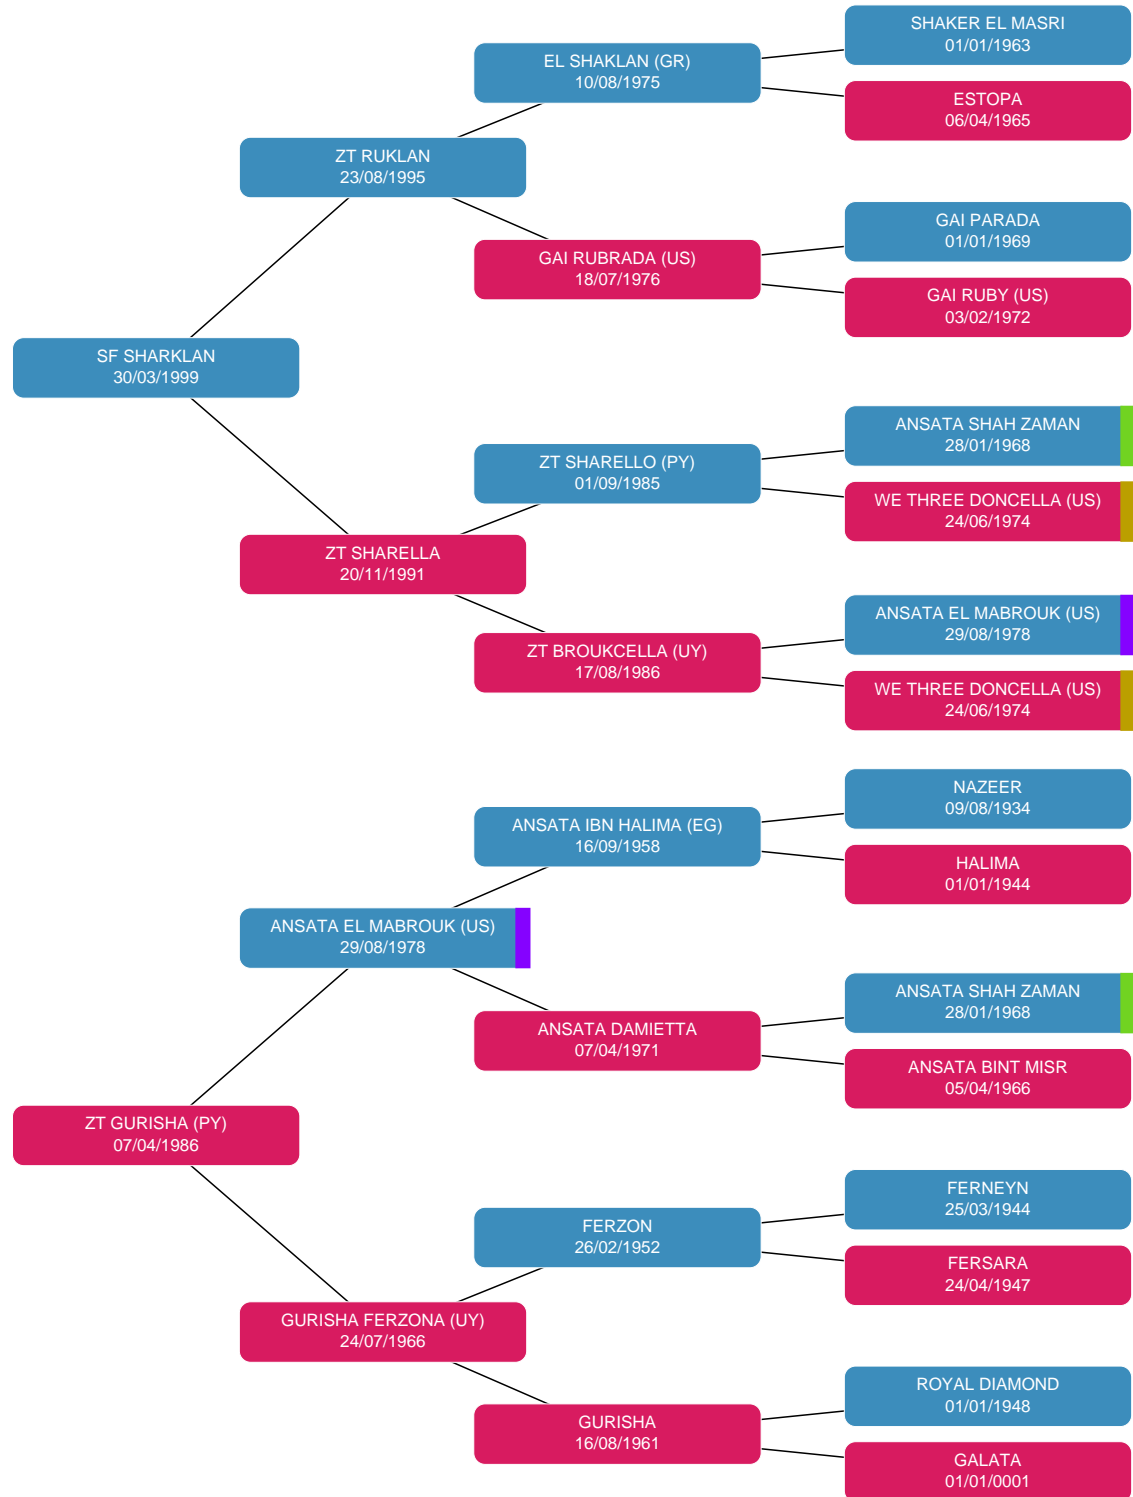 SHAKER EL MASRI
01/01/1963
EL SHAKLAN (GR)
10/08/1975
ESTOPA
06/04/1965
ZT RUKLAN
23/08/1995
GAI PARADA
01/01/1969
GAI RUBRADA (US)
18/07/1976
GAI RUBY (US)
03/02/1972
SF SHARKLAN
30/03/1999
ANSATA SHAH ZAMAN
28/01/1968
ZT SHARELLO (PY)
01/09/1985
WE THREE DONCELLA (US)
24/06/1974
ZT SHARELLA
20/11/1991
ANSATA EL MABROUK (US)
29/08/1978
ZT BROUKCELLA (UY)
17/08/1986
WE THREE DONCELLA (US)
24/06/1974
NAZEER
09/08/1934
ANSATA IBN HALIMA (EG)
16/09/1958
HALIMA
01/01/1944
ANSATA EL MABROUK (US)
29/08/1978
ANSATA SHAH ZAMAN
28/01/1968
ANSATA DAMIETTA
07/04/1971
ANSATA BINT MISR
05/04/1966
ZT GURISHA (PY)
07/04/1986
FERNEYN
25/03/1944
FERZON
26/02/1952
FERSARA
24/04/1947
GURISHA FERZONA (UY)
24/07/1966
ROYAL DIAMOND
01/01/1948
GURISHA
16/08/1961
GALATA
01/01/0001